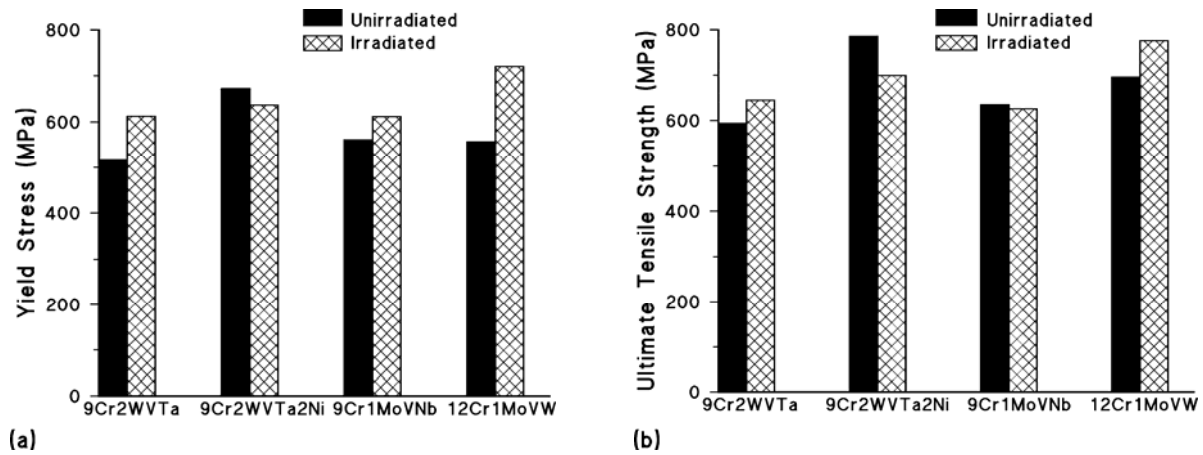 Unirradiated
Irradiated
Yield Stress (MPa)
800
600
400
200
0
9Cr2WVTa 9Cr2WVTa2Ni 9Cr1MoVNb 12Cr1MoVW
(a)
Unirradiated
Irradiated
Ultimate Tensile Strength (MPa)
800
600
400
200
0
9Cr2WVTa 9Cr2WVTa2Ni 9Cr1MoVNb 12Cr1MoVW
(b)